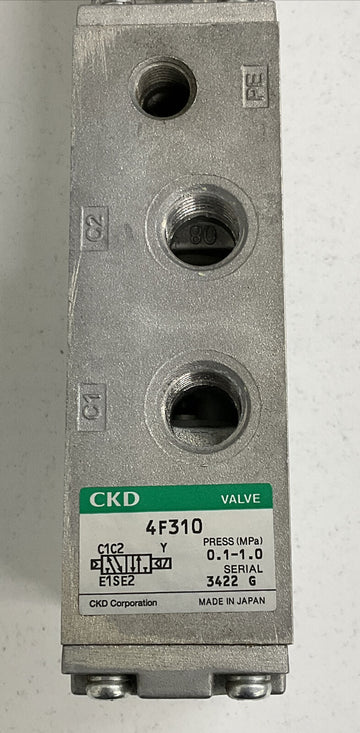 PE
C2
80
C1
CKD VALVE
4F310
C1C2 Y PRESS(MPa)
0.1-1.0
SERIAL
E1SE2 3422 G
CKD Corporation MADE IN JAPAN